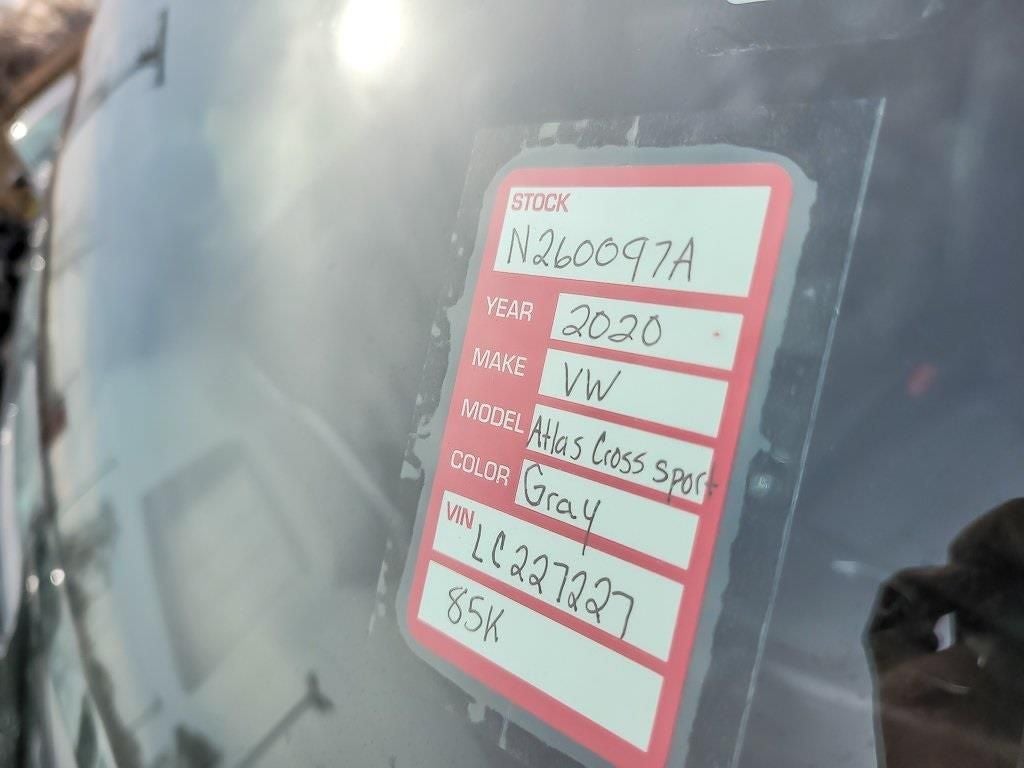 STOCK
N260097A
YEAR 2020
MAKE VW
MODEL Atlas Cross sport
COLOR Gray
VIN LC227227
85K